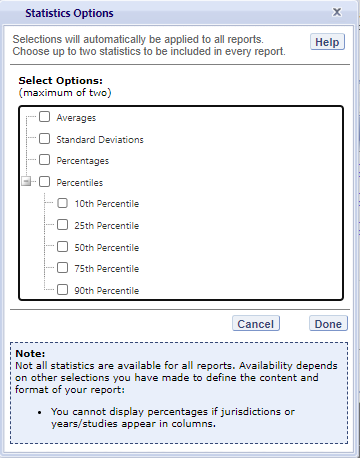 Statistics Options
X
Selections will automatically be applied to all reports.
Choose up to two statistics to be included in every report.
Help
Select Options:
(maximum of two)
Averages
Standard Deviations
Percentages
Percentiles
10th Percentile
25th Percentile
50th Percentile
75th Percentile
90th Percentile
Cancel
Done
Note:
Not all statistics are available for all reports. Availability depends
on other selections you have made to define the content and
format of your report:
• You cannot display percentages if jurisdictions or
years/studies appear in columns.